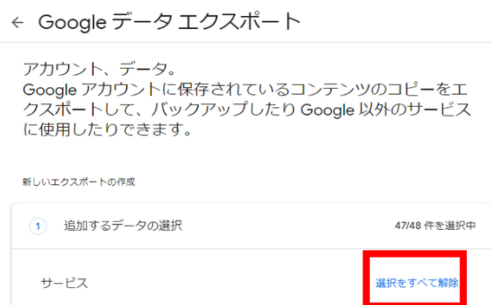 ← Google データ エクスポート
アカウント、データ。
Google アカウントに保存されているコンテンツのコピーをエ
クスポートして、バックアップしたり Google 以外のサービス
に使用したりできます。
新しいエクスポートの作成
1 追加するデータの選択 47/48 件を選択中
サービス 選択をすべて解除